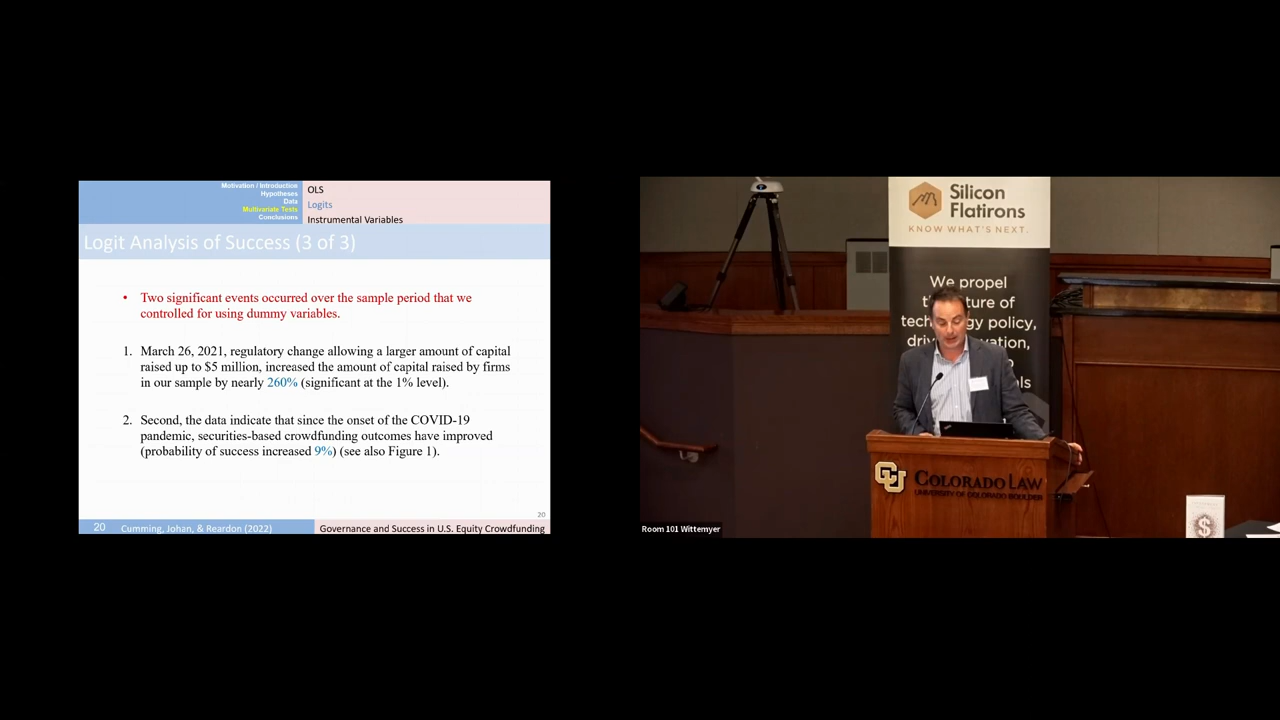 Motivation / Introduction
Hypotheses
Data
Multivariate Tests
Conclusions
OLS
Logits
Instrumental Variables
Logit Analysis of Success (3 of 3)
• Two significant events occurred over the sample period that we
controlled for using dummy variables.
1. March 26, 2021, regulatory change allowing a larger amount of capital
raised up to $5 million, increased the amount of capital raised by firms
in our sample by nearly 260% (significant at the 1% level).
2. Second, the data indicate that since the onset of the COVID-19
pandemic, securities-based crowdfunding outcomes have improved
(probability of success increased 9%) (see also Figure 1).
20
20 Cumming, Johan, & Reardon (2022)
Governance and Success in U.S. Equity Crowdfunding
Silicon
Flatirons
KNOW WHAT'S NEXT.
We propel
of
policy,
CU COLORADO LAW
UNIVERSITY OF COLORADO BOULDER
$
Room 101 Wittemyer